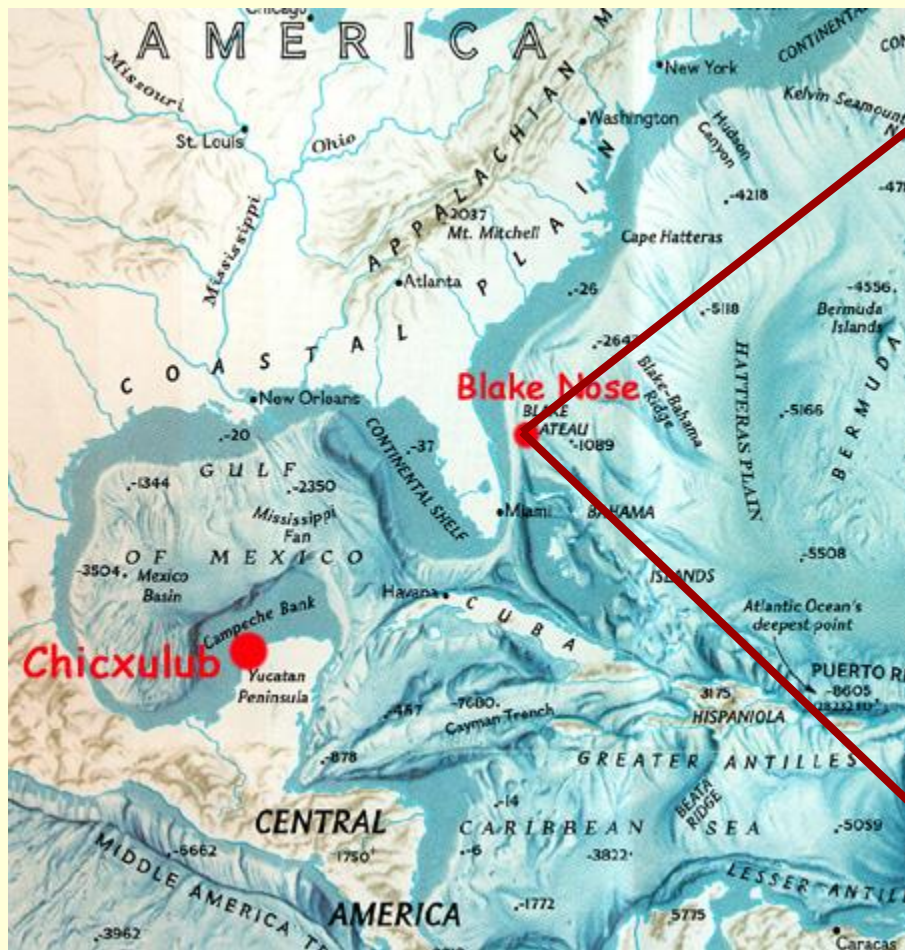 Chicago
A M E R I C A
Missouri
St. Louis
Ohio
Mississippi
APPALACHIAN M
2037
Mt. Mitchell
Atlanta
COASTAL PLAIN
New York
Washington
Hudson
Canyon
CONTINENTAL
CON
Kelvin Seamount
N
-4218
-471
Cape Hatteras
-26
-5118
-4556
Bermuda
Islands
-2647
HATTERAS PLAIN
BERMUDA
Blake Nose
BLAKE
ATEAU
-1089
Blake-Bahama
Ridge
-5166
New Orleans
-20
-37
CONTINENTAL SHELF
GULF
-1344
-2350
Mississippi
Fan
OF MEXICO
-3504
Mexico
Basin
Miami
BAHAMA
ISLANDS
-5508
Campeche Bank
Havana
CUBA
Atlantic Ocean's
deepest point
Chicxulub
Yucatan
Peninsula
PUERTO RI
-8605
3175
HISPANIOLA
-7680
Cayman Trench
-878
GREATER ANTILLES
BEATA
RIDGE
CENTRAL
AMERICA
1750
-14
CARIBBEAN SEA
-6
-3822
-5059
-6662
MIDDLE AMERICA T
LESSER ANTILL
-1772
5775
-3962
Caracas